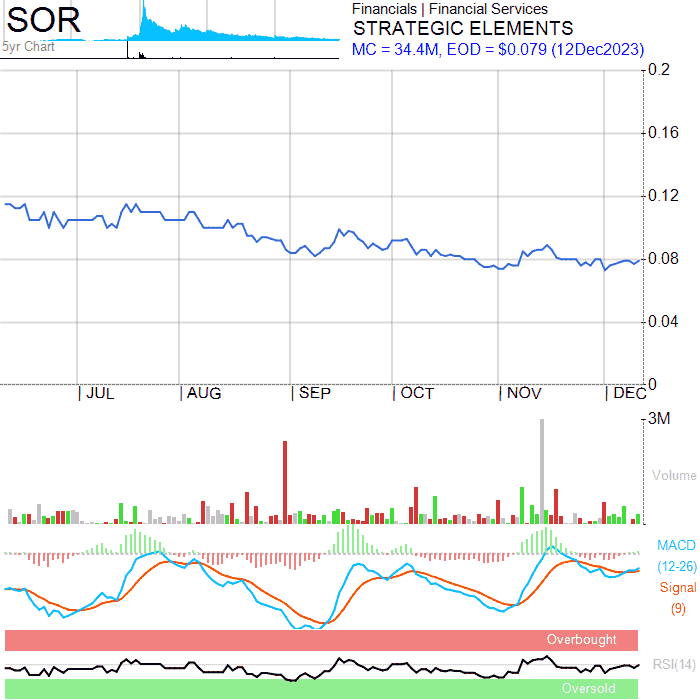 SOR
5yr Chart
Financials | Financial Services
STRATEGIC ELEMENTS
MC = 34.4M, EOD = $0.079 (12Dec2023)
0.2
0.16
0.12
0.08
0.04
0
JUL AUG SEP OCT NOV DEC
3M
Volume
MACD
(12-26)
Signal
(9)
Overbought
RSI(14)
Oversold